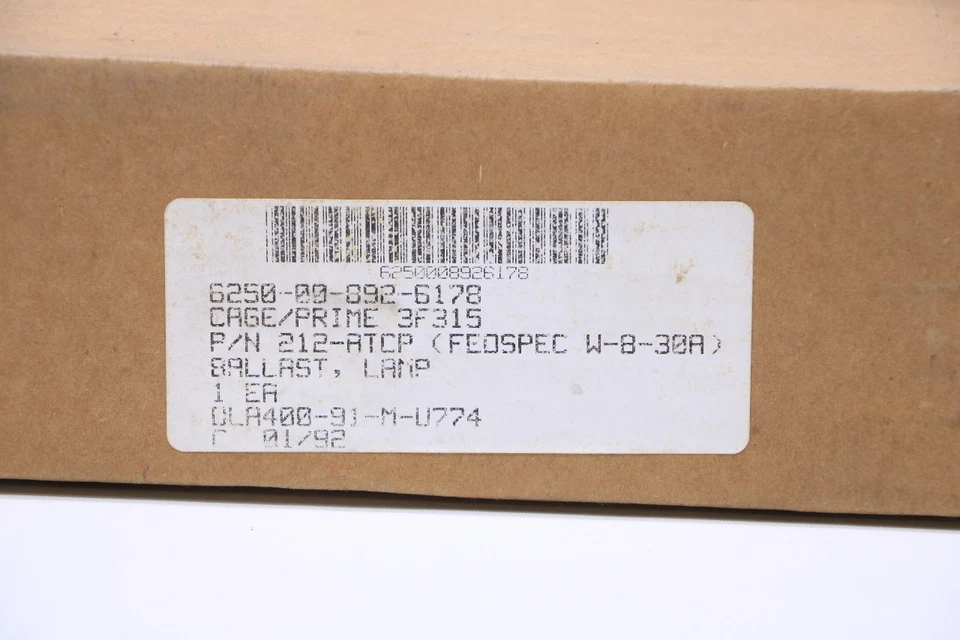 6250008926178
6250-00-892-6178
CAGE/PRIME 3F315
P/N 212-ATCP (FEDSPEC W-B-30A)
BALLAST, LAMP
1 EA
DLA400-91-M-U774
01/92